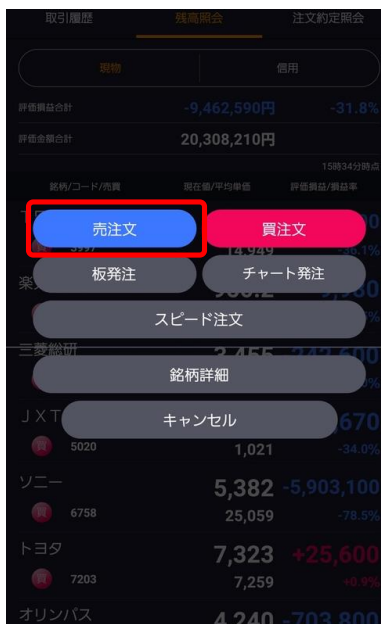 取引履歴 残高照会 注文約定照会
現物 信用
評価損益合計 -9,462,590円 -31.8%
評価金額合計 20,308,210円
15時34分時点
銘柄/コード/売買 現在値/平均単価 評価損益/損益率
売注文 買注文
3997 14,949 -36.1%
板発注 チャート発注
スピード注文
三菱総研 3,455 -242,600
銘柄詳細
JXT 670
キャンセル
買 5020 1,021 -34.0%
ソニー 5,382 -5,903,100
買 6758 25,059 -78.5%
トヨタ 7,323 +25,600
買 7203 7,259 +0.9%
オリンパス 4,240 -703,800